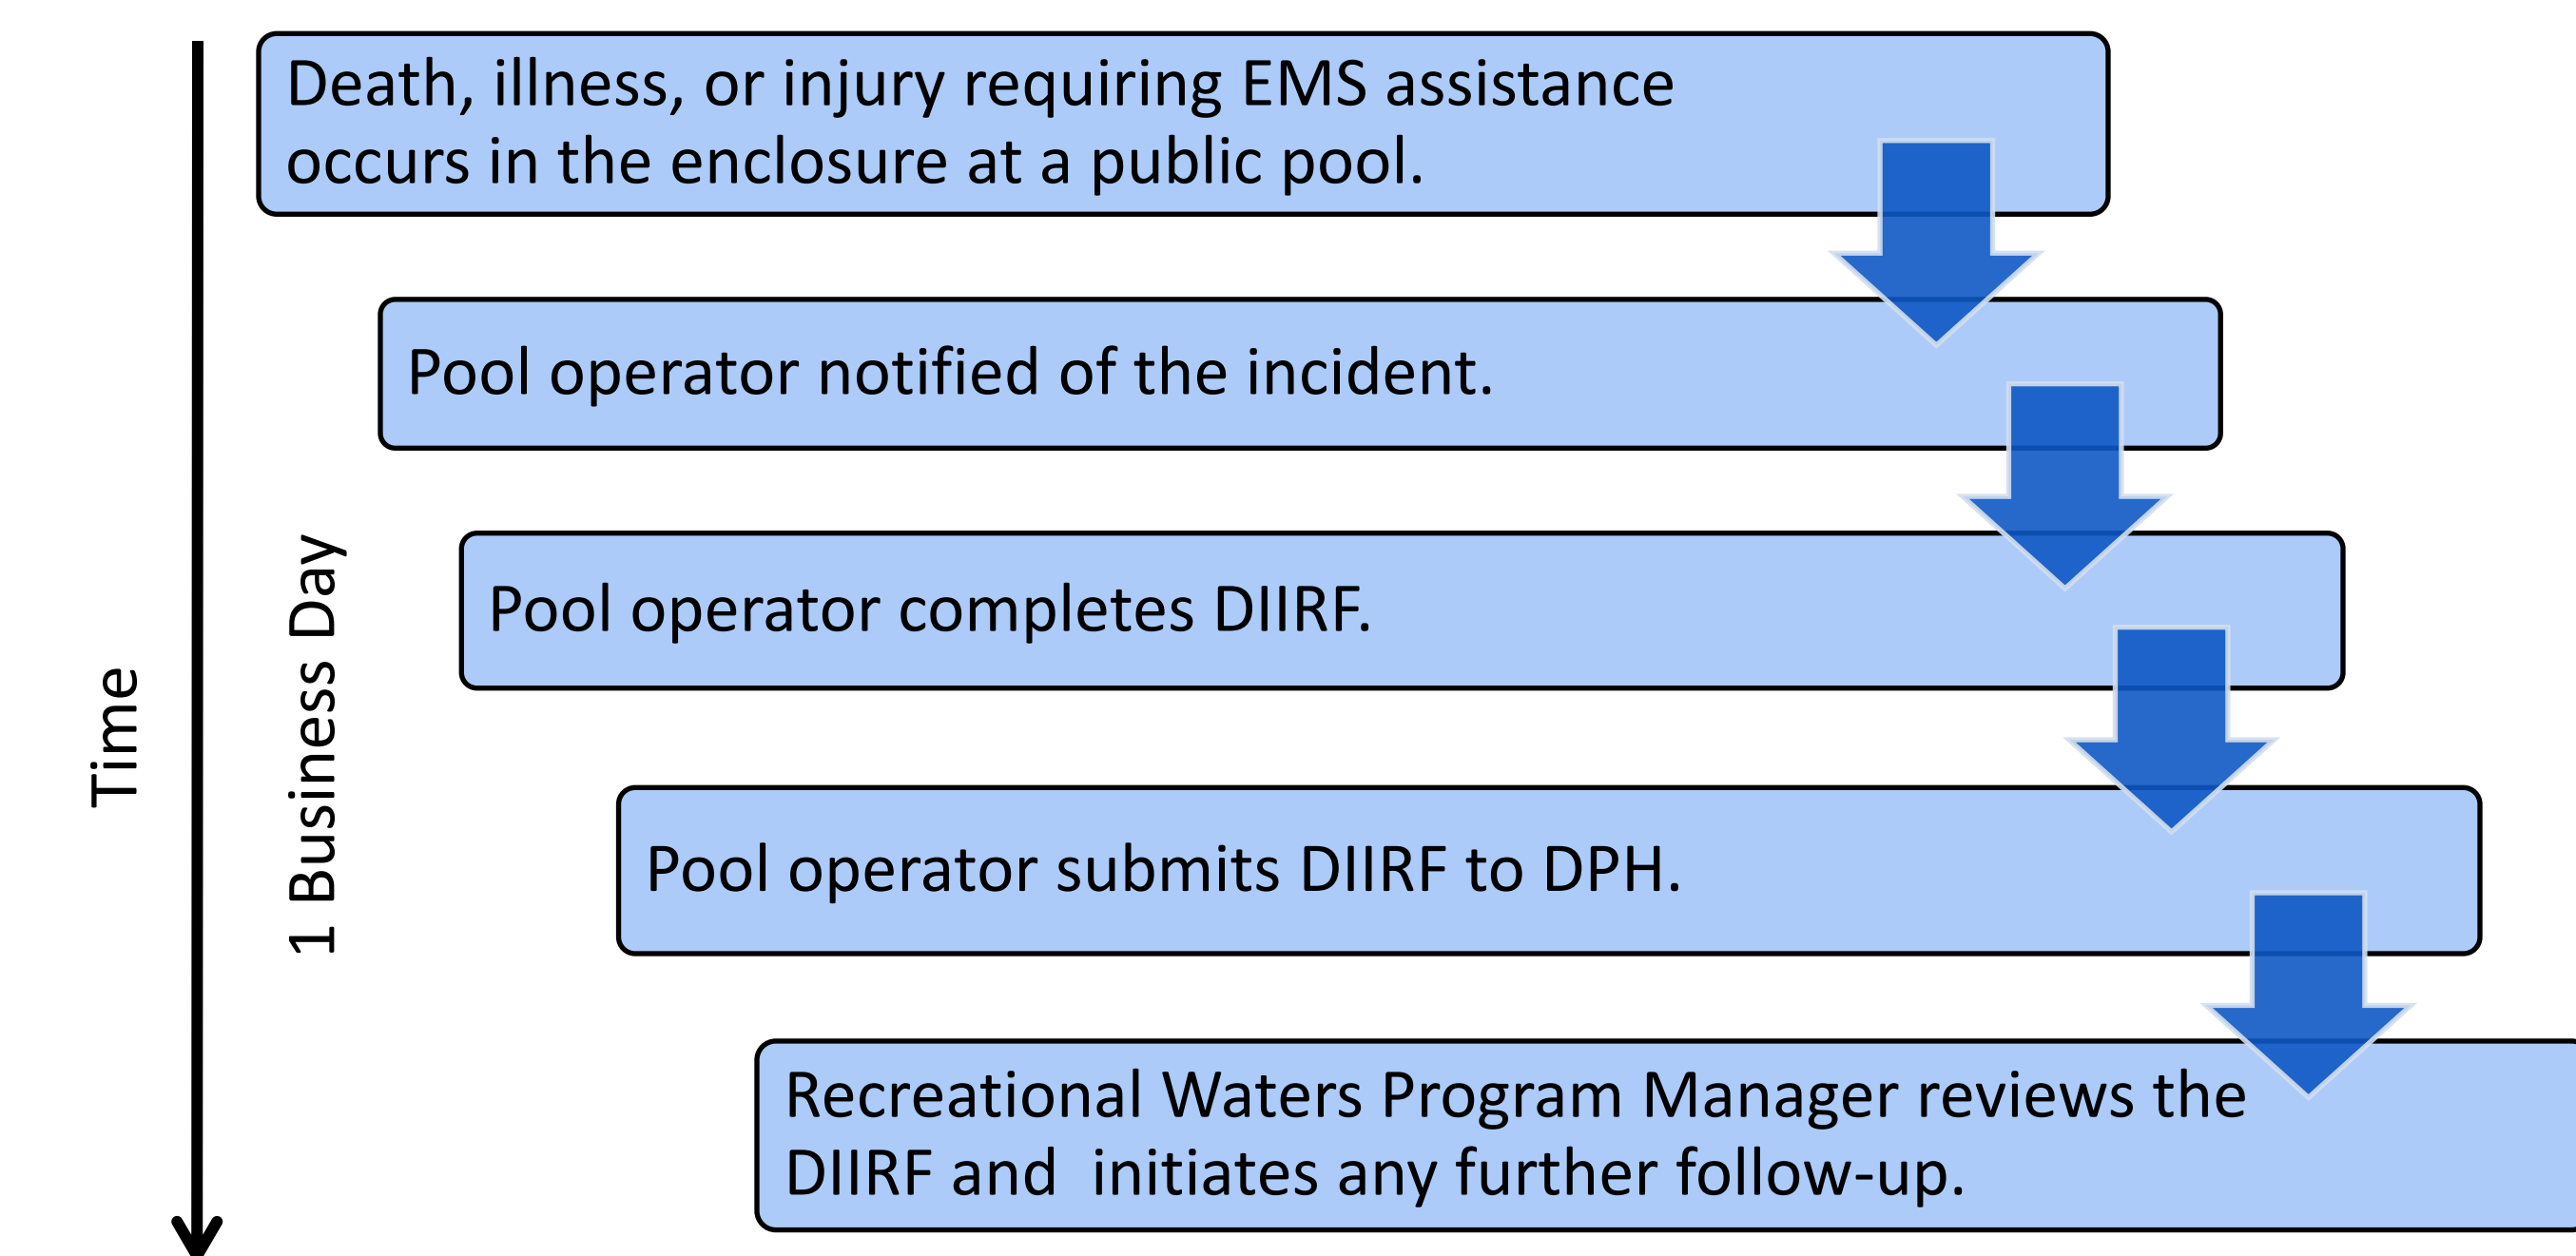 Death, illness, or injury requiring EMS assistance
occurs in the enclosure at a public pool.
Pool operator notified of the incident.
Pool operator completes DIIRF.
Pool operator submits DIIRF to DPH.
Recreational Waters Program Manager reviews the
DIIRF and  initiates any further follow-up.
Time
1 Business Day